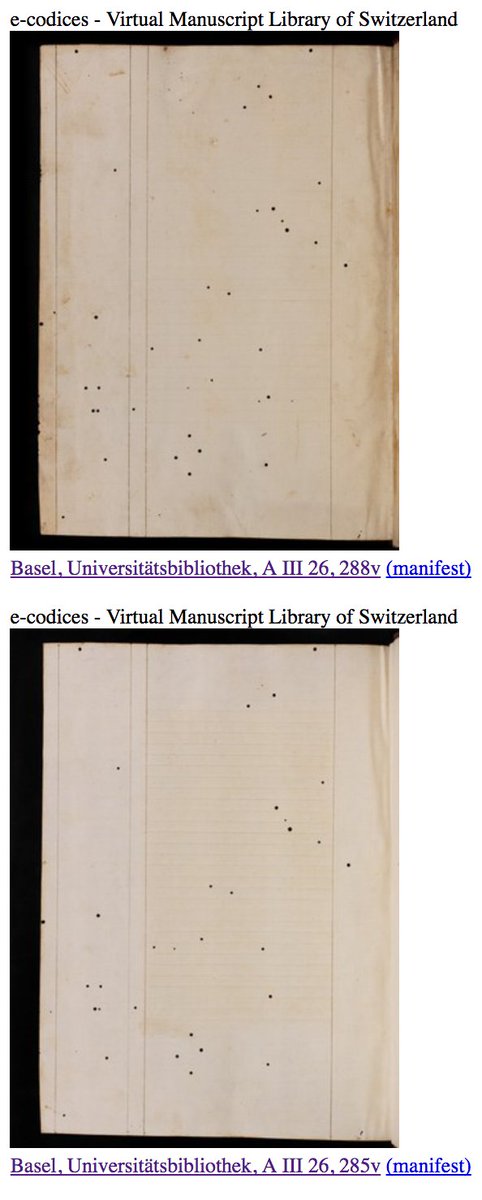 e-codices - Virtual Manuscript Library of Switzerland
Basel, Universitätsbibliothek, A III 26, 288v (manifest)
e-codices - Virtual Manuscript Library of Switzerland
Basel, Universitätsbibliothek, A III 26, 285v (manifest)